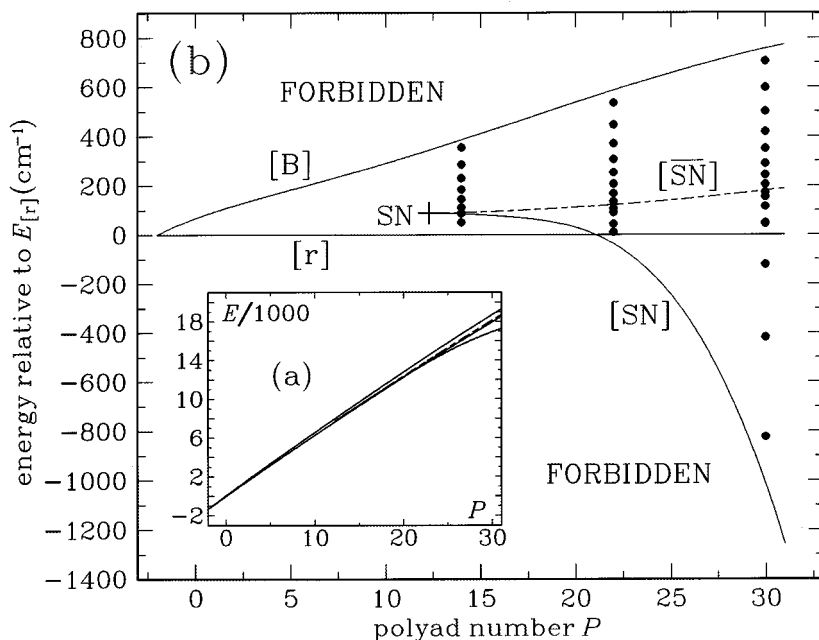 800
(b)
FORBIDDEN
600
400
[B]
[S̅N̅]
200
SN
0
[r]
−200
[SN]
−400
−600
−800
−1000
FORBIDDEN
−1200
−1400
energy relative to E[r](cm⁻¹)
E/1000
18
14
(a)
10
6
2
−2
P
0 10 20 30
0 5 10 15 20 25 30
polyad number P